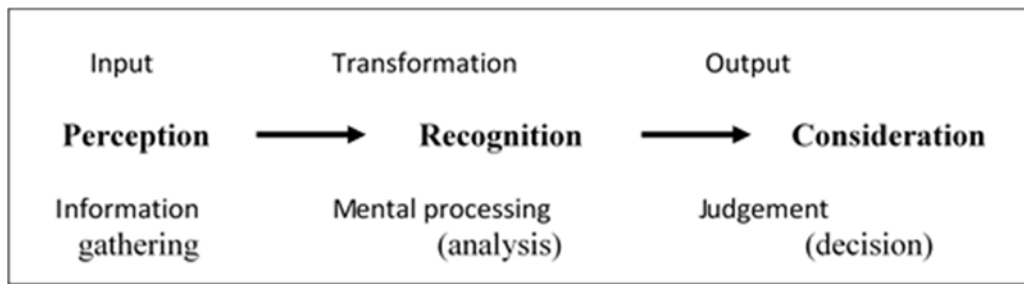 Input Transformation Output
Perception Recognition Consideration
Information Mental processing Judgement
gathering (analysis) (decision)